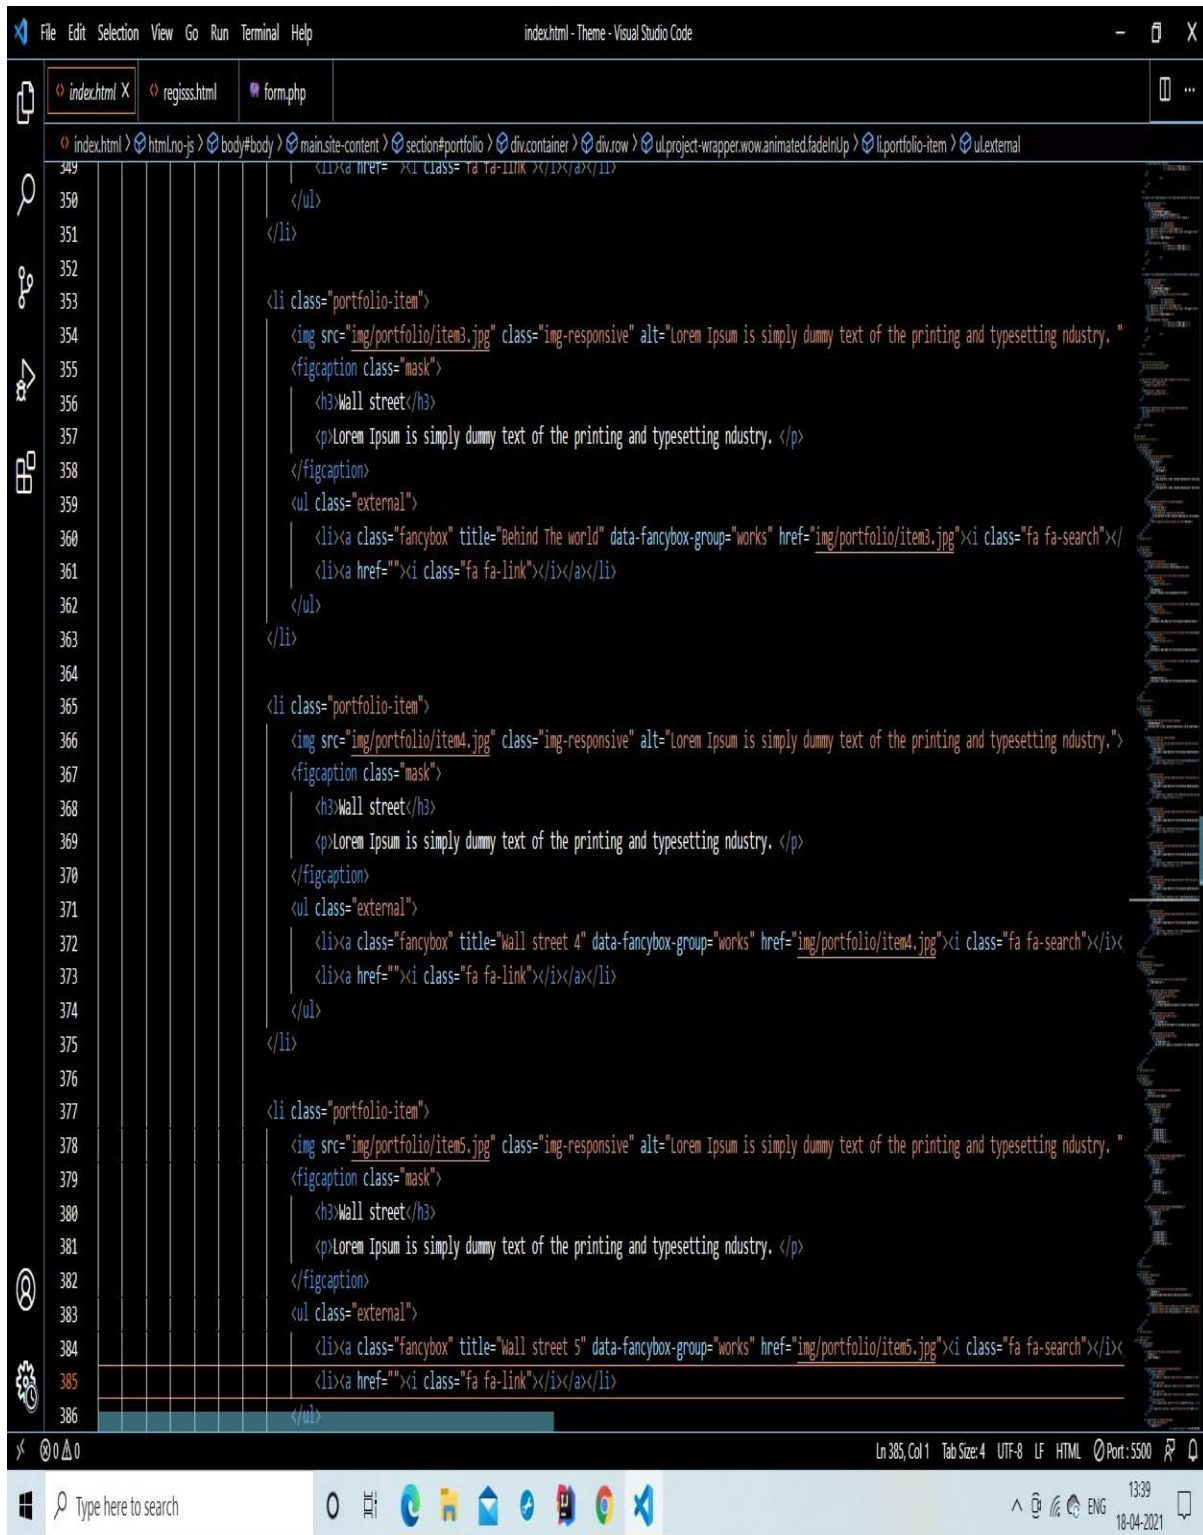 File Edit Selection View Go Run Terminal Help
index.html - Theme - Visual Studio Code
index.html X regisss.html form.php
index.html > html.no-js > body#body > main.site-content > section#portfolio > div.container > div.row > ul.project-wrapper.wow.animated.fadeInUp > li.portfolio-item > ul.external
349 <li><a href=""><i class="fa fa-link"></i></a></li>
350 </ul>
351 </li>
352
353 <li class="portfolio-item">
354 <img src="img/portfolio/item3.jpg" class="img-responsive" alt="Lorem Ipsum is simply dummy text of the printing and typesetting ndustry. "
355 <figcaption class="mask">
356 <h3>Wall street</h3>
357 <p>Lorem Ipsum is simply dummy text of the printing and typesetting ndustry. </p>
358 </figcaption>
359 <ul class="external">
360 <li><a class="fancybox" title="Behind The world" data-fancybox-group="works" href="img/portfolio/item3.jpg"><i class="fa fa-search"></
361 <li><a href=""><i class="fa fa-link"></i></a></li>
362 </ul>
363 </li>
364
365 <li class="portfolio-item">
366 <img src="img/portfolio/item4.jpg" class="img-responsive" alt="Lorem Ipsum is simply dummy text of the printing and typesetting ndustry.">
367 <figcaption class="mask">
368 <h3>Wall street</h3>
369 <p>Lorem Ipsum is simply dummy text of the printing and typesetting ndustry. </p>
370 </figcaption>
371 <ul class="external">
372 <li><a class="fancybox" title="Wall street 4" data-fancybox-group="works" href="img/portfolio/item4.jpg"><i class="fa fa-search"></i><
373 <li><a href=""><i class="fa fa-link"></i></a></li>
374 </ul>
375 </li>
376
377 <li class="portfolio-item">
378 <img src="img/portfolio/item5.jpg" class="img-responsive" alt="Lorem Ipsum is simply dummy text of the printing and typesetting ndustry. "
379 <figcaption class="mask">
380 <h3>Wall street</h3>
381 <p>Lorem Ipsum is simply dummy text of the printing and typesetting ndustry. </p>
382 </figcaption>
383 <ul class="external">
384 <li><a class="fancybox" title="Wall street 5" data-fancybox-group="works" href="img/portfolio/item5.jpg"><i class="fa fa-search"></i><
385 <li><a href=""><i class="fa fa-link"></i></a></li>
386 </ul>
0 0 Ln 385, Col 1 Tab Size: 4 UTF-8 LF HTML Port : 5500
Type here to search
ENG
13:39
18-04-2021